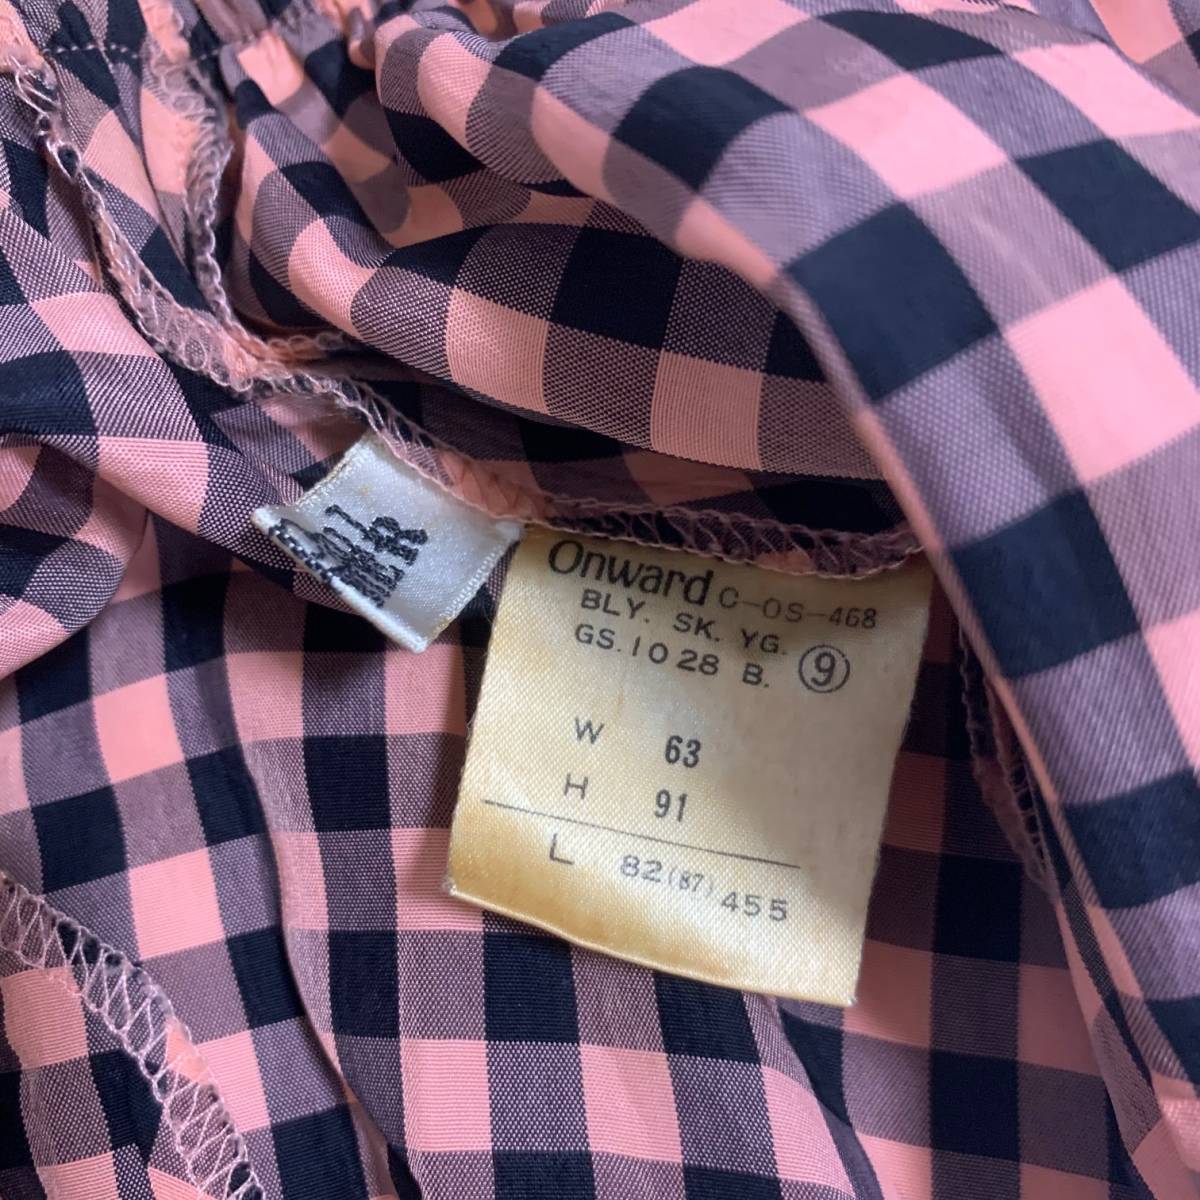 Onward C-OS-468
BLY. SK. YG. ⑨
GS. 1028 B.
W 63
H 91
L 82(87) 455